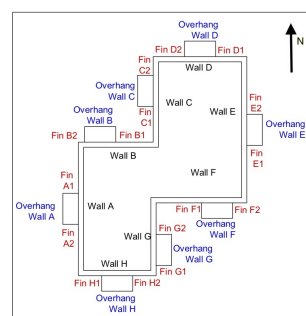 Overhang
Wall D
Fin D2
Fin D1
N
Fin
C2
Wall D
Overhang
Wall C
Wall C
Wall E
Fin
E2
Overhang
Wall B
Fin
C1
Fin B2
Fin B1
Overhang
Wall E
Wall B
Fin
E1
Fin
A1
Wall F
Overhang
Wall A
Wall A
Fin F1
Fin F2
Overhang
Wall F
Fin
A2
Wall G
Fin G2
Overhang
Wall G
Wall H
Fin G1
Fin H1
Fin H2
Overhang
Wall H